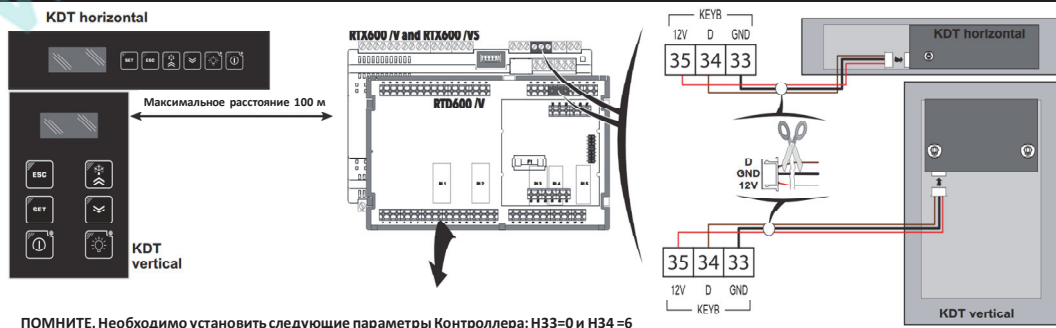 KDT horizontal
SET ESC
Максимальное расстояние 100 м
ESC
SET
KDT
vertical
RTX600 /V and RTX600 /VS
RTD600 /V
KEYB
12V D GND
35 34 33
KDT horizontal
D
GND
12V
35 34 33
12V D GND
KEYB
KDT vertical
ПОМНИТЕ. Необходимо установить следующие параметры Контроллера: H33=0 и H34 =6